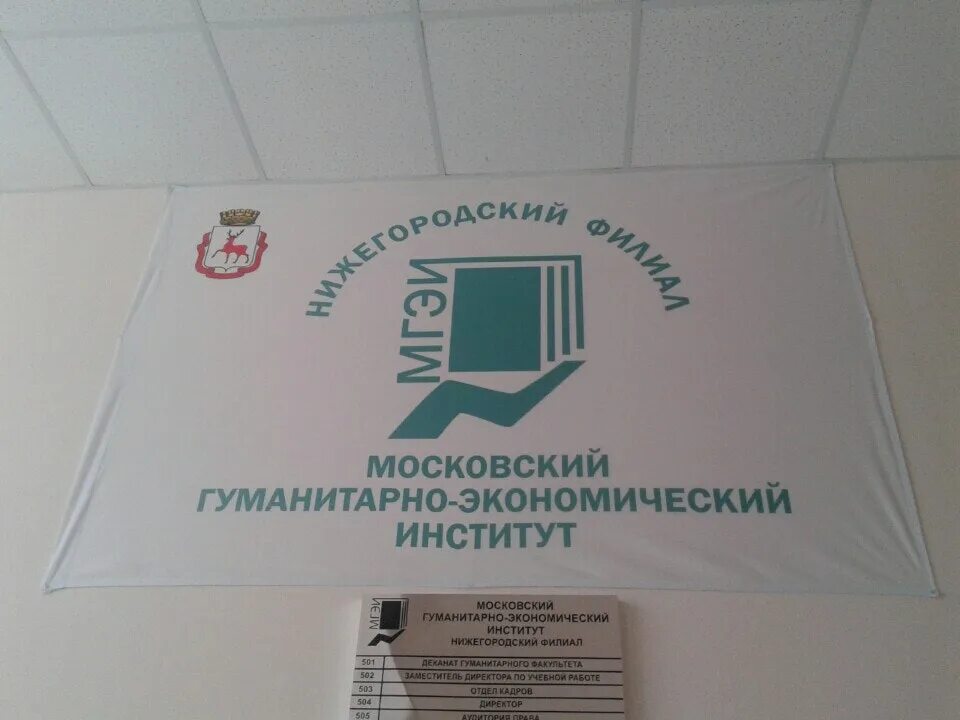 НИЖЕГОРОДСКИЙ ФИЛИАЛ
МГЭИ
МОСКОВСКИЙ
ГУМАНИТАРНО-ЭКОНОМИЧЕСКИЙ
ИНСТИТУТ
МГЭИ
МОСКОВСКИЙ
ГУМАНИТАРНО-ЭКОНОМИЧЕСКИЙ
ИНСТИТУТ
НИЖЕГОРОДСКИЙ ФИЛИАЛ
501 ДЕКАНАТ ГУМАНИТАРНОГО ФАКУЛЬТЕТА
502 ЗАМЕСТИТЕЛЬ ДИРЕКТОРА ПО УЧЕБНОЙ РАБОТЕ
503 ОТДЕЛ КАДРОВ
504 ДИРЕКТОР
505 АУДИТОРИЯ ПРАВА